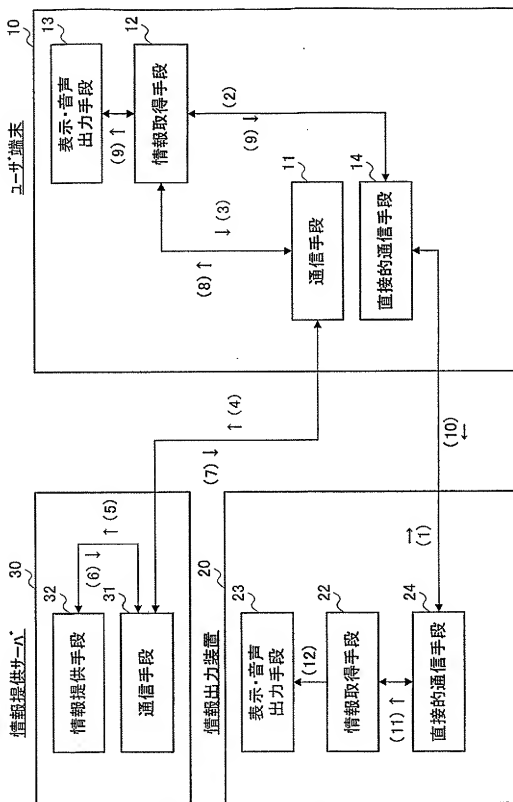 情報提供サーバ
30
32
情報提供手段
(6) ↓
↑ (5)
31
通信手段
(7) ↓
↑ (4)
情報出力装置
20
23
表示・音声
出力手段
(12)
22
情報取得手段
(11) ↑
24
直接的通信手段
→
(1)
(10)
←
ユーザ端末
10
13
表示・音声
出力手段
(9) ↑
12
情報取得手段
(2)
(9) ↓
↓ (3)
(8) ↑
11
通信手段
14
直接的通信手段